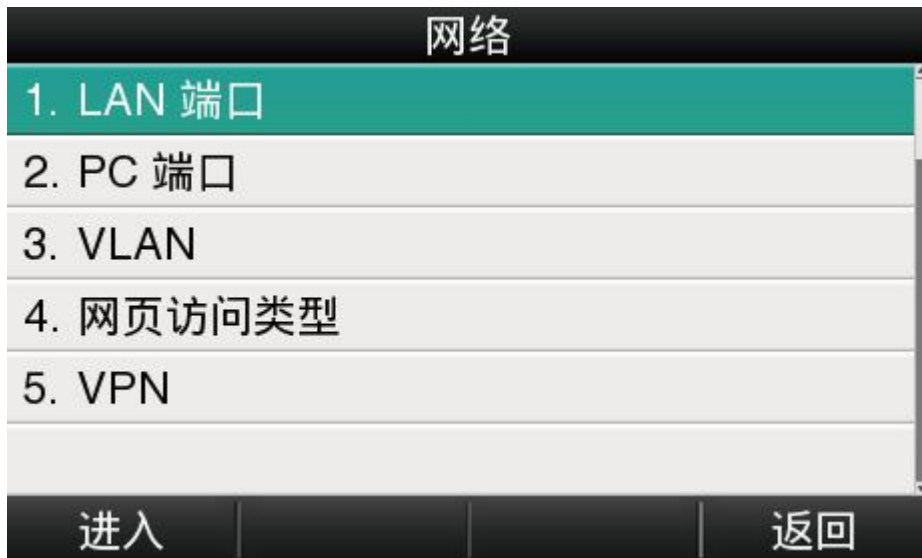 网络
1. LAN 端口
2. PC 端口
3. VLAN
4. 网页访问类型
5. VPN
进入 返回